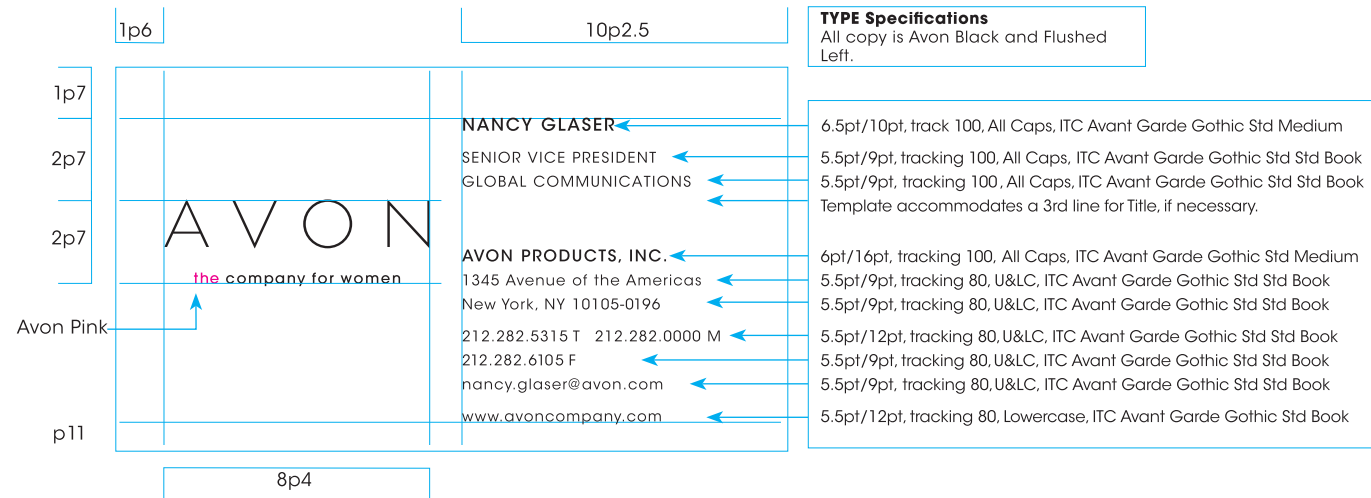 1p6
10p2.5
TYPE Specifications
All copy is Avon Black and Flushed
Left.
1p7
2p7
2p7
p11
8p4
AVON
the company for women
Avon Pink
NANCY GLASER
SENIOR VICE PRESIDENT
GLOBAL COMMUNICATIONS
AVON PRODUCTS, INC.
1345 Avenue of the Americas
New York, NY 10105-0196
212.282.5315 T 212.282.0000 M
212.282.6105 F
nancy.glaser@avon.com
www.avoncompany.com
6.5pt/10pt, track 100, All Caps, ITC Avant Garde Gothic Std Medium
5.5pt/9pt, tracking 100, All Caps, ITC Avant Garde Gothic Std Std Book
5.5pt/9pt, tracking 100, All Caps, ITC Avant Garde Gothic Std Std Book
Template accommodates a 3rd line for Title, if necessary.
6pt/16pt, tracking 100, All Caps, ITC Avant Garde Gothic Std Medium
5.5pt/9pt, tracking 80, U&LC, ITC Avant Garde Gothic Std Std Book
5.5pt/9pt, tracking 80, U&LC, ITC Avant Garde Gothic Std Std Book
5.5pt/12pt, tracking 80, U&LC, ITC Avant Garde Gothic Std Std Book
5.5pt/9pt, tracking 80, U&LC, ITC Avant Garde Gothic Std Std Book
5.5pt/9pt, tracking 80, U&LC, ITC Avant Garde Gothic Std Std Book
5.5pt/12pt, tracking 80, Lowercase, ITC Avant Garde Gothic Std Book